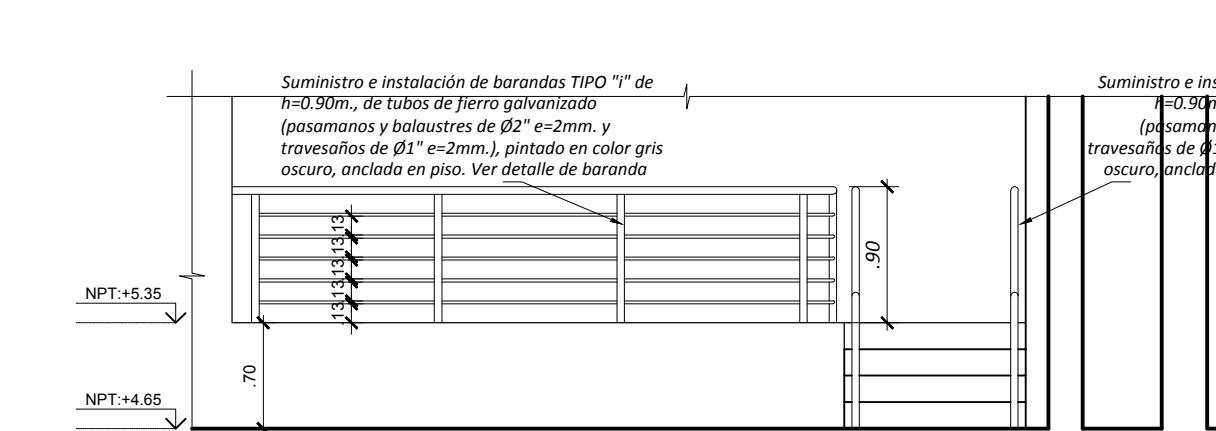 Suministro e instalación de barandas TIPO "i" de
h=0.90m., de tubos de fierro galvanizado
(pasamanos y balaustres de Ø2" e=2mm. y
travesaños de Ø1" e=2mm.), pintado en color gris
oscuro, anclada en piso. Ver detalle de baranda
Suministro e ins
h=0.90m
(pasaman
travesaños de Ø1
oscuro, anclad
.13
.13
.13
.13
.13
.90
NPT:+5.35
.70
NPT:+4.65